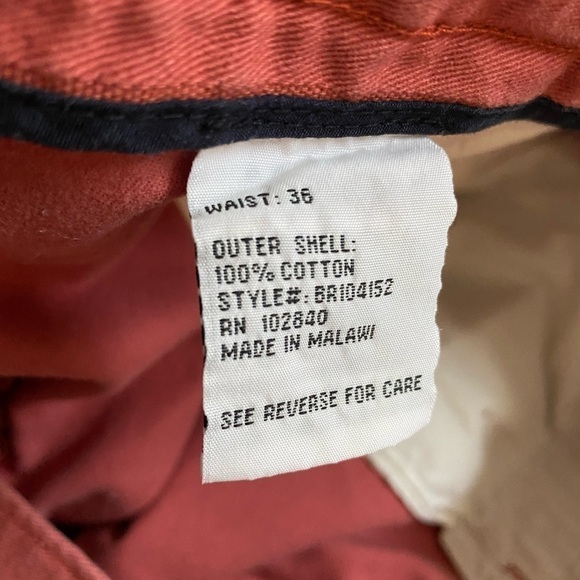 WAIST: 36
OUTER SHELL:
100% COTTON
STYLE#: BR104152
RN 102840
MADE IN MALAWI
SEE REVERSE FOR CARE